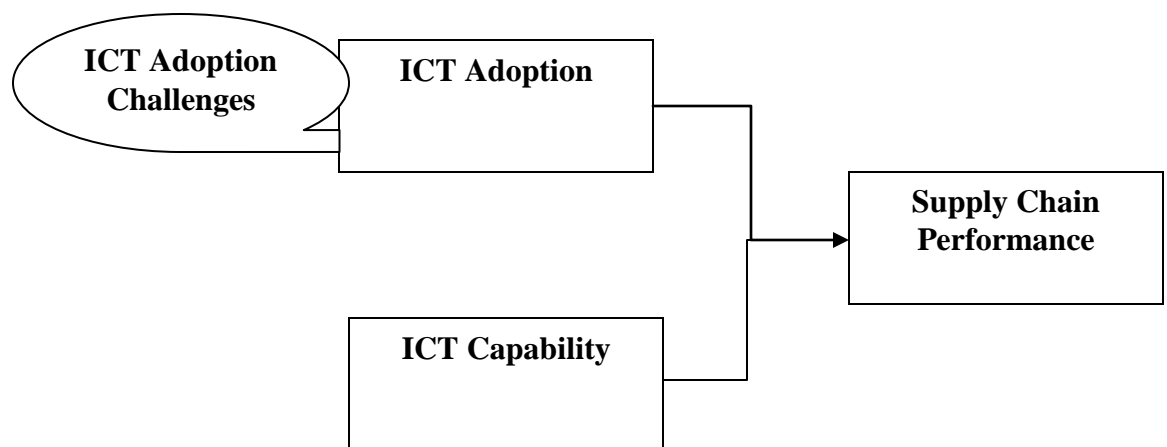 ICT Adoption
Challenges
ICT Adoption
Supply Chain
Performance
ICT Capability